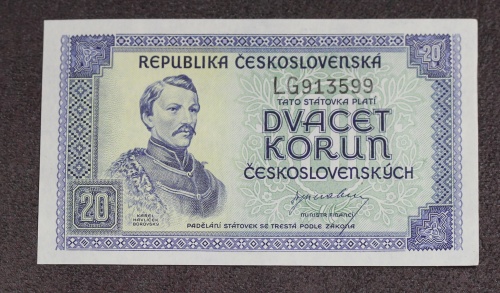 20
REPUBLIKA ČESKOSLOVENSKÁ
LG913599
TATO STÁTOVKA PLATÍ
DVACET
KORUN
ČESKOSLOVENSKÝCH
MINISTR FINANCÍ
KAREL
HAVLÍČEK
BOROVSKÝ
20
PADĚLÁNÍ STÁTOVEK SE TRESTÁ PODLE ZÁKONA